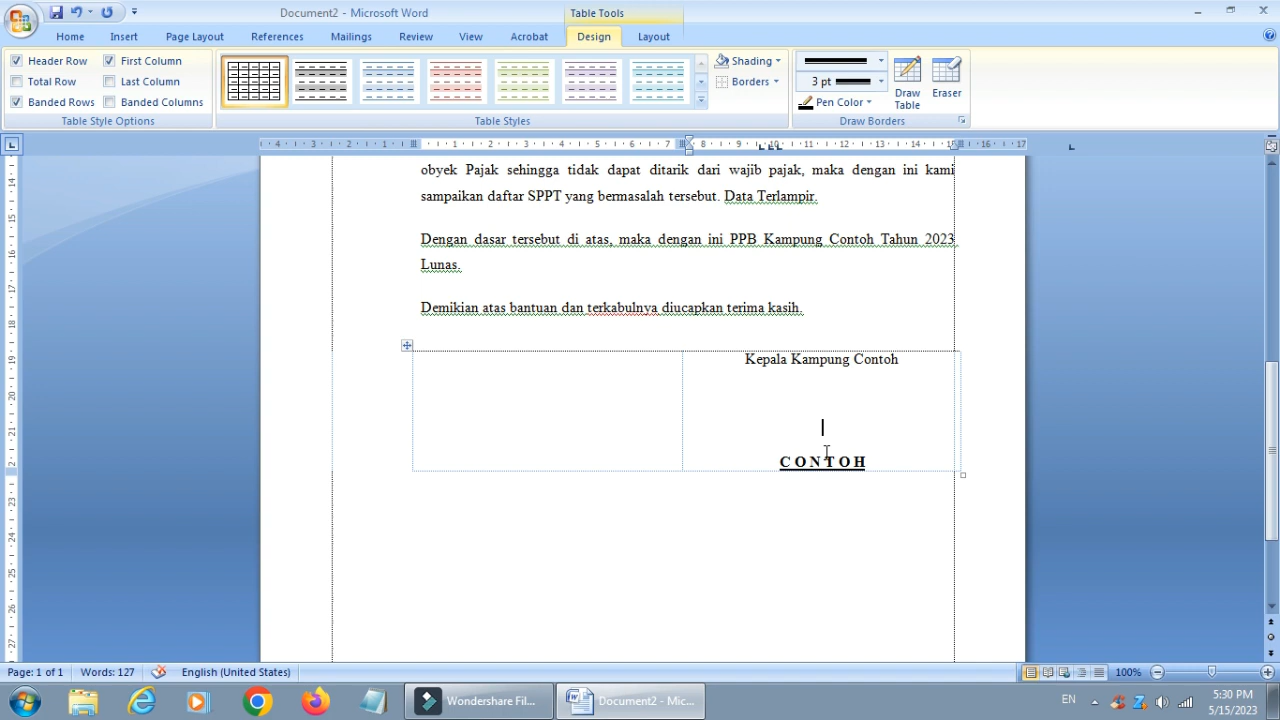 Document2 - Microsoft Word
Table Tools
Home Insert Page Layout References Mailings Review View Acrobat Design Layout
Header Row First Column
Total Row Last Column
Banded Rows Banded Columns
Table Style Options
Shading
Borders
Table Styles
3 pt
Pen Color
Draw Table
Eraser
Draw Borders
obyek Pajak sehingga tidak dapat ditarik dari wajib pajak, maka dengan ini kami
sampaikan daftar SPPT yang bermasalah tersebut. Data Terlampir.
Dengan dasar tersebut di atas, maka dengan ini PPB Kampung Contoh Tahun 2023
Lunas.
Demikian atas bantuan dan terkabulnya diucapkan terima kasih.
Kepala Kampung Contoh
C O N T O H
Page: 1 of 1 Words: 127 English (United States) 100%
Wondershare Fil... Document2 - Mic... EN 5:30 PM
5/15/2023